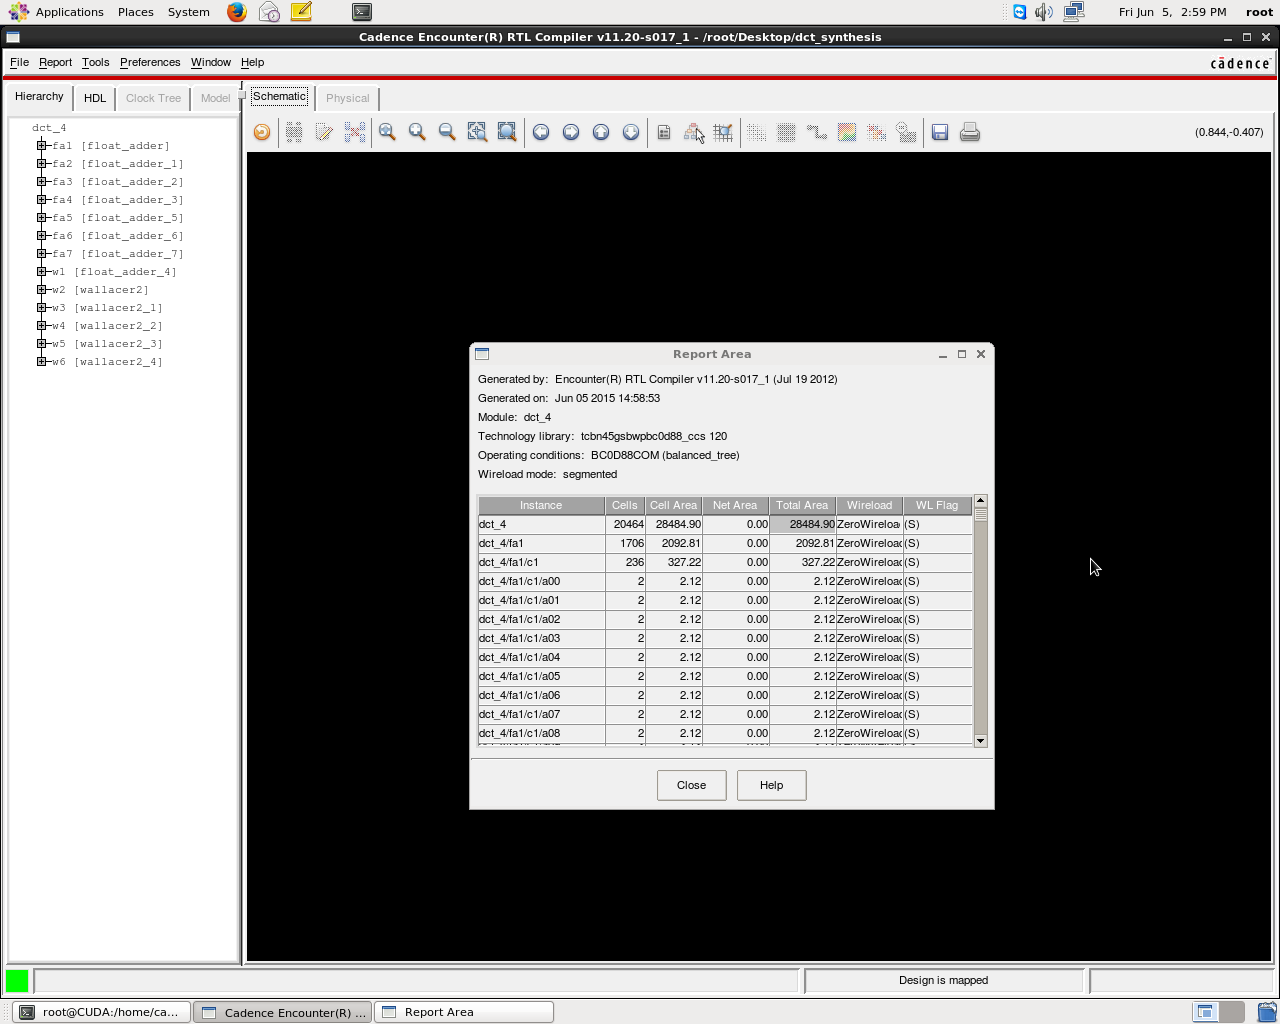 Applications Places System Fri Jun 5, 2:59 PM root
Cadence Encounter(R) RTL Compiler v11.20-s017_1 - /root/Desktop/dct_synthesis
File Report Tools Preferences Window Help cādence
Hierarchy HDL Clock Tree Model Schematic Physical
(0.844,-0.407)
dct_4
fa1 [float_adder]
fa2 [float_adder_1]
fa3 [float_adder_2]
fa4 [float_adder_3]
fa5 [float_adder_5]
fa6 [float_adder_6]
fa7 [float_adder_7]
w1 [float_adder_4]
w2 [wallacer2]
w3 [wallacer2_1]
w4 [wallacer2_2]
w5 [wallacer2_3]
w6 [wallacer2_4]
Report Area
Generated by: Encounter(R) RTL Compiler v11.20-s017_1 (Jul 19 2012)
Generated on: Jun 05 2015 14:58:53
Module: dct_4
Technology library: tcbn45gsbwpbc0d88_ccs 120
Operating conditions: BC0D88COM (balanced_tree)
Wireload mode: segmented
Instance Cells Cell Area Net Area Total Area Wireload WL Flag
dct_4 20464 28484.90 0.00 28484.90 ZeroWireloa (S)
dct_4/fa1 1706 2092.81 0.00 2092.81 ZeroWireloac (S)
dct_4/fa1/c1 236 327.22 0.00 327.22 ZeroWireloac (S)
dct_4/fa1/c1/a00 2 2.12 0.00 2.12 ZeroWireloac (S)
dct_4/fa1/c1/a01 2 2.12 0.00 2.12 ZeroWireloac (S)
dct_4/fa1/c1/a02 2 2.12 0.00 2.12 ZeroWireloac (S)
dct_4/fa1/c1/a03 2 2.12 0.00 2.12 ZeroWireloac (S)
dct_4/fa1/c1/a04 2 2.12 0.00 2.12 ZeroWireloac (S)
dct_4/fa1/c1/a05 2 2.12 0.00 2.12 ZeroWireloac (S)
dct_4/fa1/c1/a06 2 2.12 0.00 2.12 ZeroWireloac (S)
dct_4/fa1/c1/a07 2 2.12 0.00 2.12 ZeroWireloac (S)
dct_4/fa1/c1/a08 2 2.12 0.00 2.12 ZeroWireloac (S)
Close Help
Design is mapped
root@CUDA:/home/ca... Cadence Encounter(R) ... Report Area